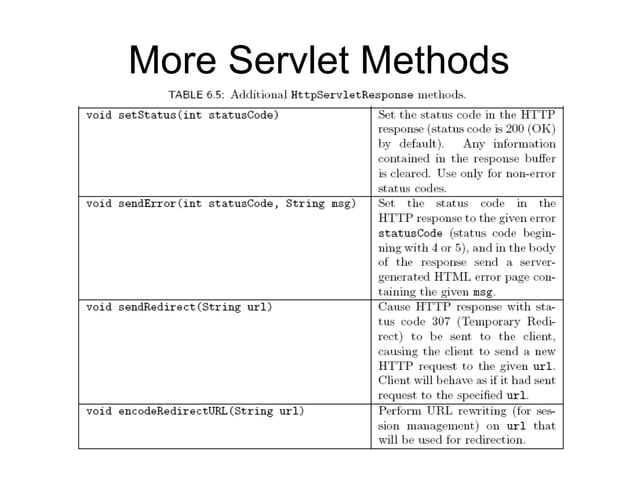 More Servlet Methods
TABLE 6.5: Additional HttpServletResponse methods.
void setStatus(int statusCode)
Set the status code in the HTTP
response (status code is 200 (OK)
by default). Any information
contained in the response buffer
is cleared. Use only for non-error
status codes.
void sendError(int statusCode, String msg)
Set the status code in the
HTTP response to the given error
statusCode (status code begin-
ning with 4 or 5), and in the body
of the response send a server-
generated HTML error page con-
taining the given msg.
void sendRedirect(String url)
Cause HTTP response with sta-
tus code 307 (Temporary Redi-
rect) to be sent to the client,
causing the client to send a new
HTTP request to the given url.
Client will behave as if it had sent
request to the specified url.
void encodeRedirectURL(String url)
Perform URL rewriting (for ses-
sion management) on url that
will be used for redirection.